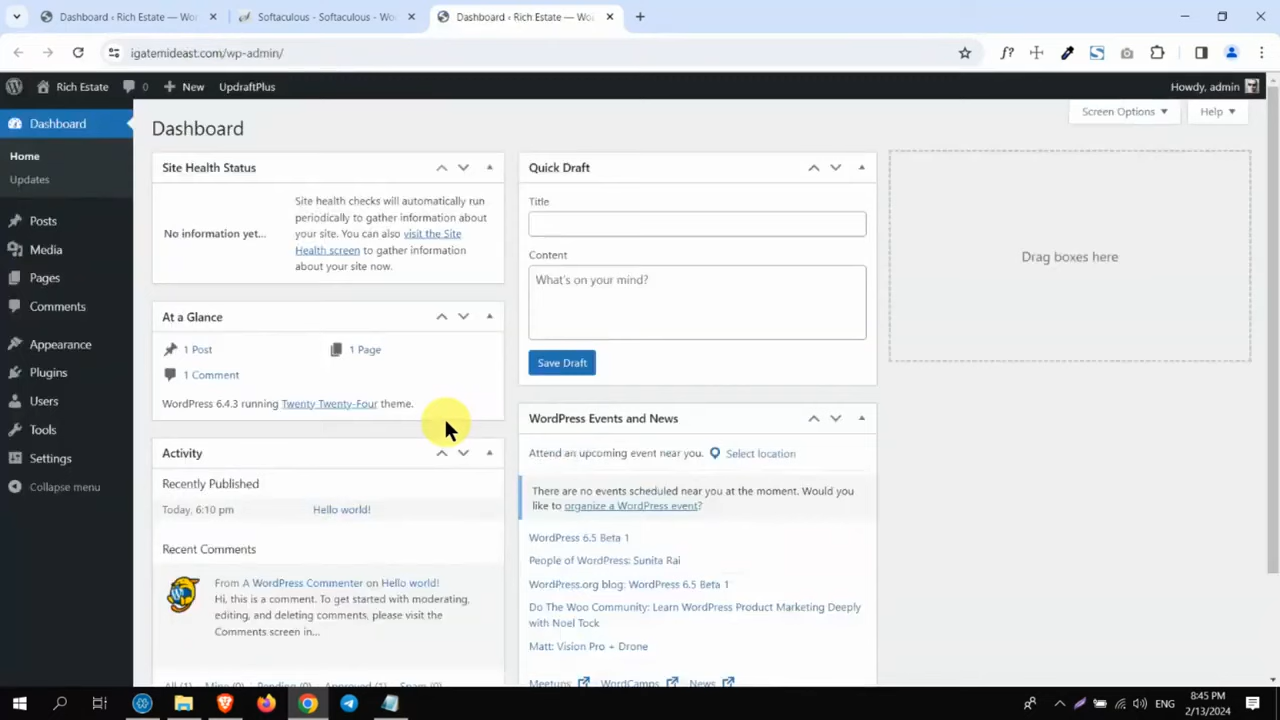 Dashboard ‹ Rich Estate — Wor
Softaculous - Softaculous - Wo
Dashboard ‹ Rich Estate — Wo
igatemideast.com/wp-admin/
f?
Rich Estate
0
New
UpdraftPlus
Howdy, admin
Dashboard
Home
Updates
Posts
Media
Pages
Comments
Appearance
Plugins
Users
Tools
Settings
Collapse menu
Screen Options
Help
Dashboard
Site Health Status
No information yet...
Site health checks will automatically run
periodically to gather information about
your site. You can also visit the Site
Health screen to gather information
about your site now.
At a Glance
1 Post
1 Page
1 Comment
WordPress 6.4.3 running Twenty Twenty-Four theme.
Activity
Recently Published
Today, 6:10 pm
Hello world!
Recent Comments
From A WordPress Commenter on Hello world!
Hi, this is a comment. To get started with moderating,
editing, and deleting comments, please visit the
Comments screen in...
All (1)
Mine (0)
Pending (0)
Approved (1)
Spam (0)
Quick Draft
Title
Content
What's on your mind?
Save Draft
WordPress Events and News
Attend an upcoming event near you.
Select location
There are no events scheduled near you at the moment. Would you
like to organize a WordPress event?
WordPress 6.5 Beta 1
People of WordPress: Sunita Rai
WordPress.org blog: WordPress 6.5 Beta 1
Do The Woo Community: Learn WordPress Product Marketing Deeply
with Noel Tock
Matt: Vision Pro + Drone
Meetups
WordCamps
News
Drag boxes here
ENG
8:45 PM
2/13/2024